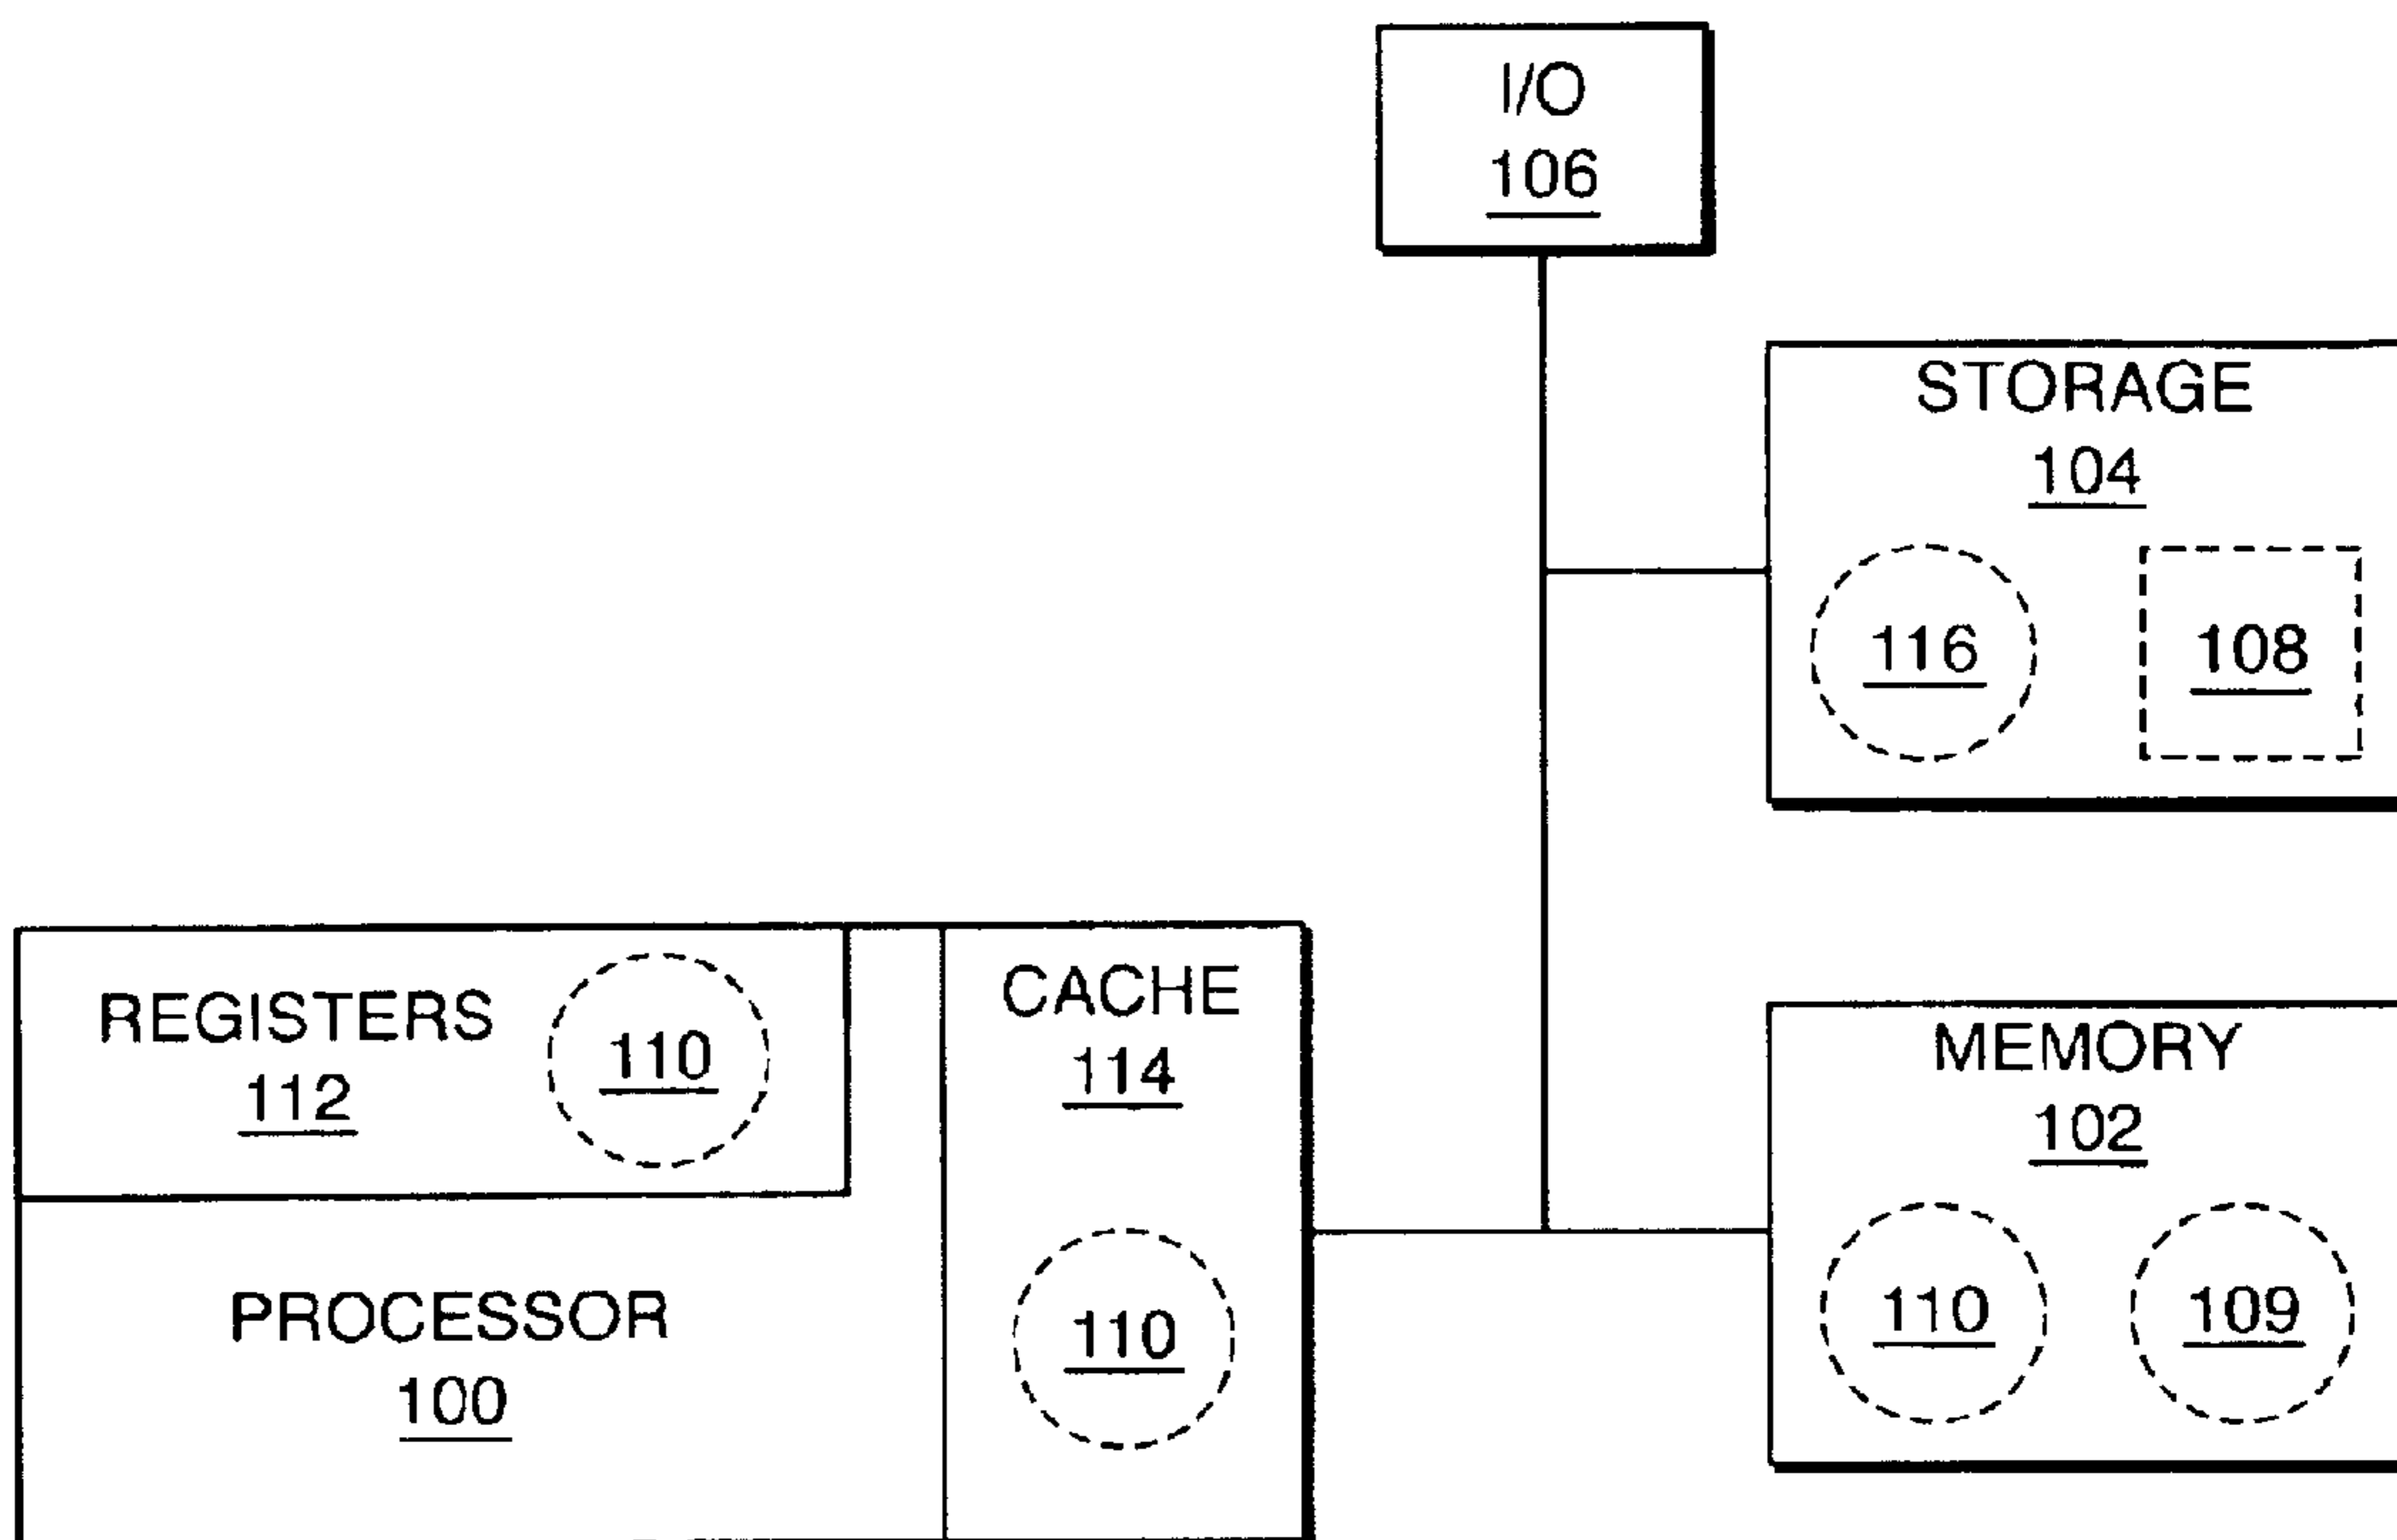 I/O
106
STORAGE
104
116
108
REGISTERS
112
110
CACHE
114
110
PROCESSOR
100
MEMORY
102
110
109